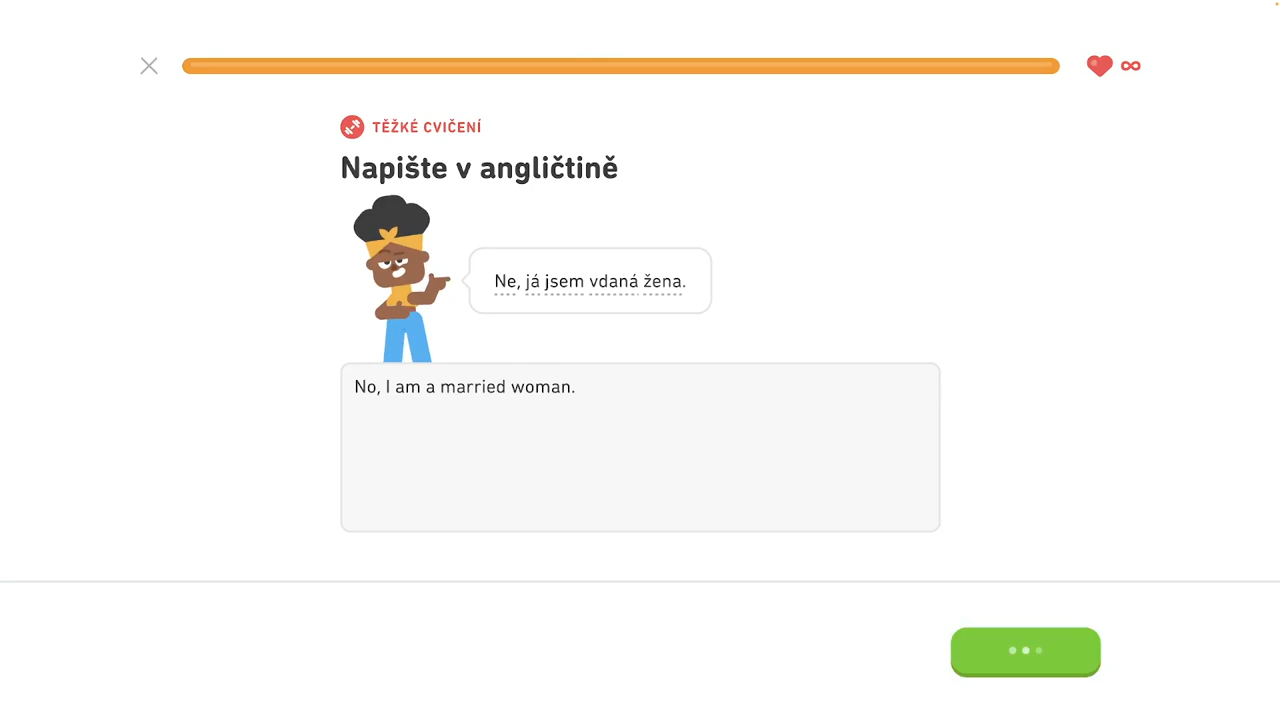 ∞
TĚŽKÉ CVIČENÍ
Napište v angličtině
Ne, já jsem vdaná žena.
No, I am a married woman.